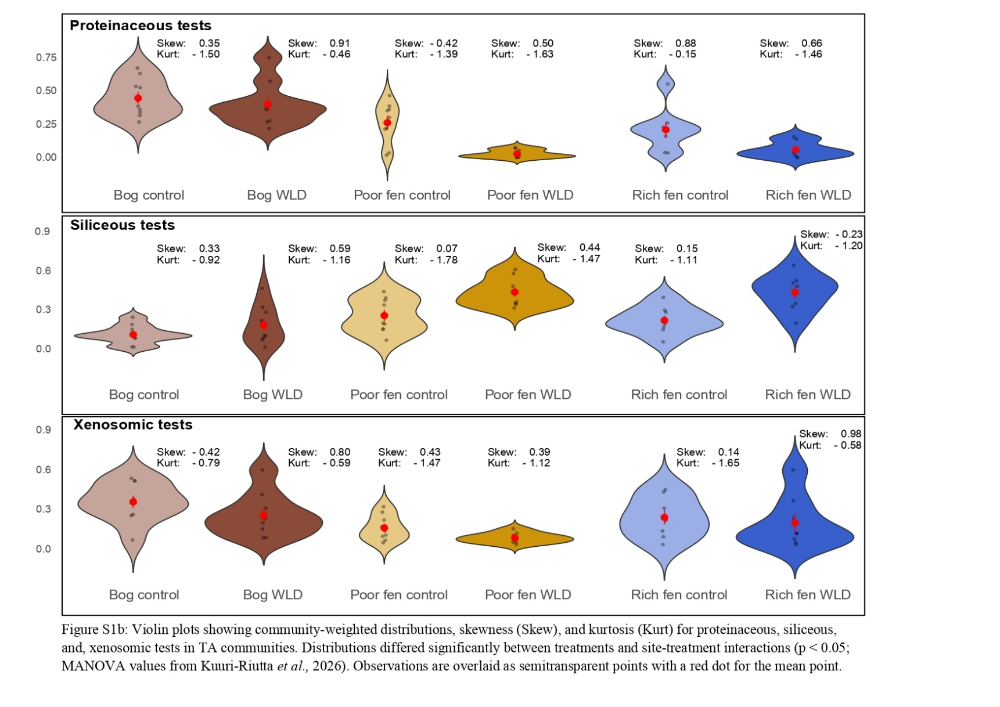 Proteinaceous tests
Skew: 0.35 Skew: 0.91 Skew: - 0.42 Skew: 0.50 Skew: 0.88 Skew: 0.66
Kurt: - 1.50 Kurt: - 0.46 Kurt: - 1.39 Kurt: - 1.63 Kurt: - 0.15 Kurt: - 1.46
0.75
0.50
0.25
0.00
Bog control Bog WLD Poor fen control Poor fen WLD Rich fen control Rich fen WLD
Siliceous tests
0.9
Skew: - 0.23
Kurt: - 1.20
Skew: 0.33 Skew: 0.59 Skew: 0.07 Skew: 0.44 Skew: 0.15
Kurt: - 0.92 Kurt: - 1.16 Kurt: - 1.78 Kurt: - 1.47 Kurt: - 1.11
0.6
0.3
0.0
Bog control Bog WLD Poor fen control Poor fen WLD Rich fen control Rich fen WLD
Xenosomic tests
0.9
Skew: 0.98
Kurt: - 0.58
Skew: - 0.42 Skew: 0.80 Skew: 0.43 Skew: 0.39 Skew: 0.14
Kurt: - 0.79 Kurt: - 0.59 Kurt: - 1.47 Kurt: - 1.12 Kurt: - 1.65
0.6
0.3
0.0
Bog control Bog WLD Poor fen control Poor fen WLD Rich fen control Rich fen WLD
Figure S1b: Violin plots showing community-weighted distributions, skewness (Skew), and kurtosis (Kurt) for proteinaceous, siliceous,
and, xenosomic tests in TA communities. Distributions differed significantly between treatments and site-treatment interactions (p < 0.05;
MANOVA values from Kuuri-Riutta et al., 2026). Observations are overlaid as semitransparent points with a red dot for the mean point.